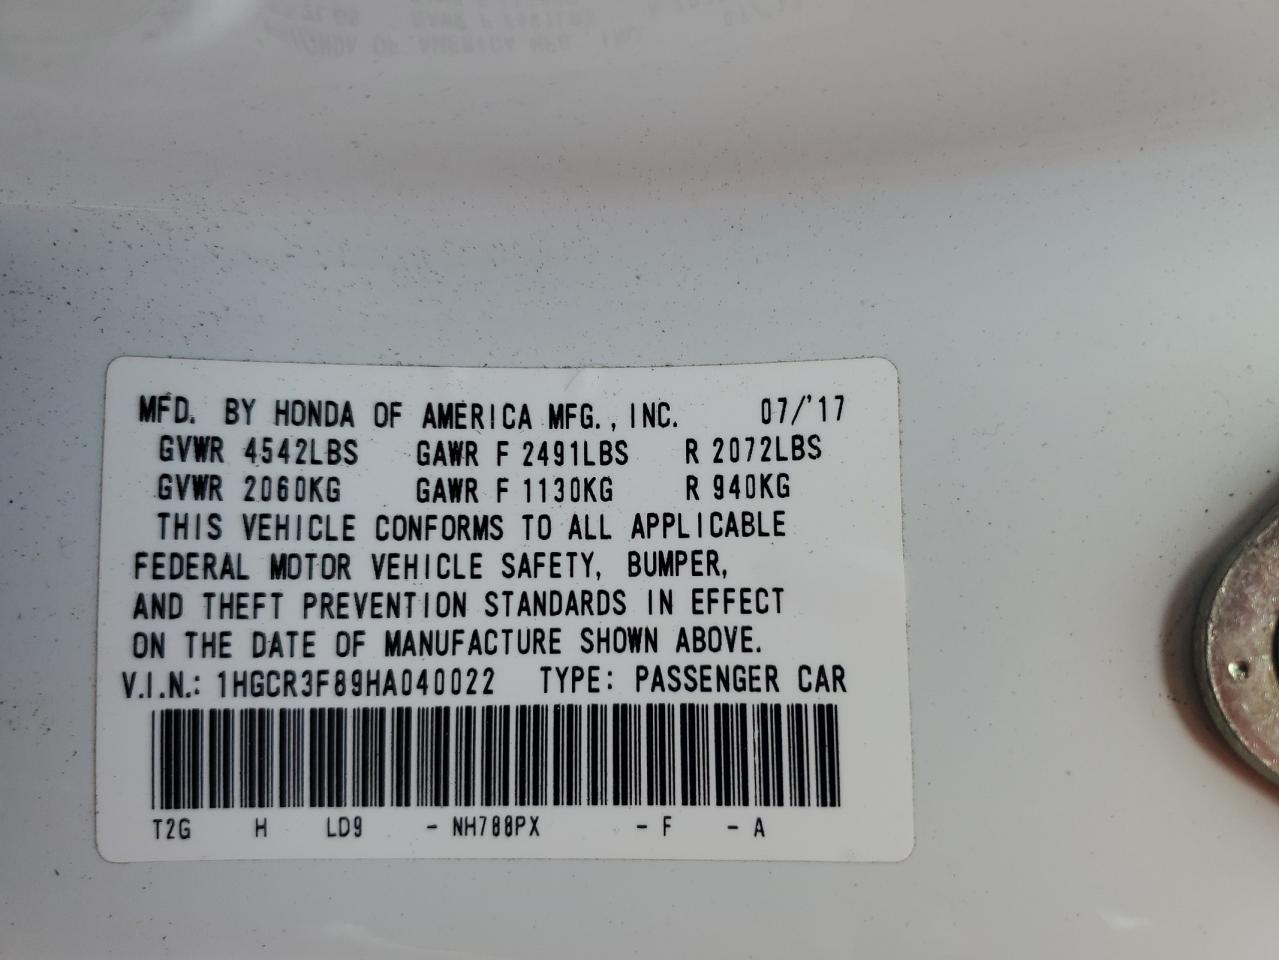 MFD. BY HONDA OF AMERICA MFG., INC. 07/'17
GVWR 4542LBS GAWR F 2491LBS R 2072LBS
GVWR 2060KG GAWR F 1130KG R 940KG
THIS VEHICLE CONFORMS TO ALL APPLICABLE
FEDERAL MOTOR VEHICLE SAFETY, BUMPER,
AND THEFT PREVENTION STANDARDS IN EFFECT
ON THE DATE OF MANUFACTURE SHOWN ABOVE.
V.I.N.: 1HGCR3F89HA040022 TYPE: PASSENGER CAR
T2G H LD9 - NH788PX - F - A